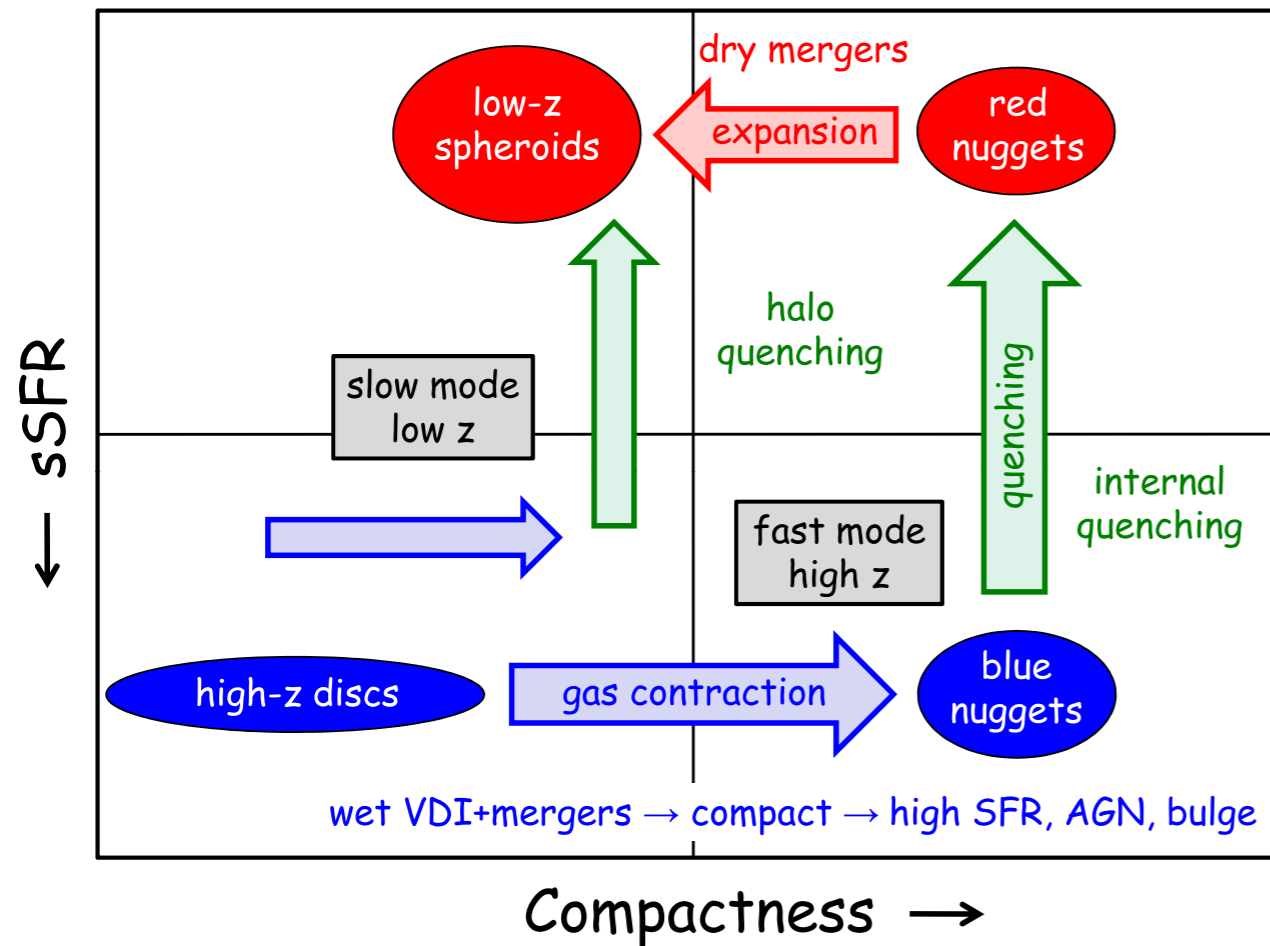 dry mergers
low-z
spheroids
expansion
red
nuggets
halo
quenching
slow mode
low z
quenching
internal
quenching
fast mode
high z
high-z discs
gas contraction
blue
nuggets
wet VDI+mergers → compact → high SFR, AGN, bulge
← sSFR
Compactness →